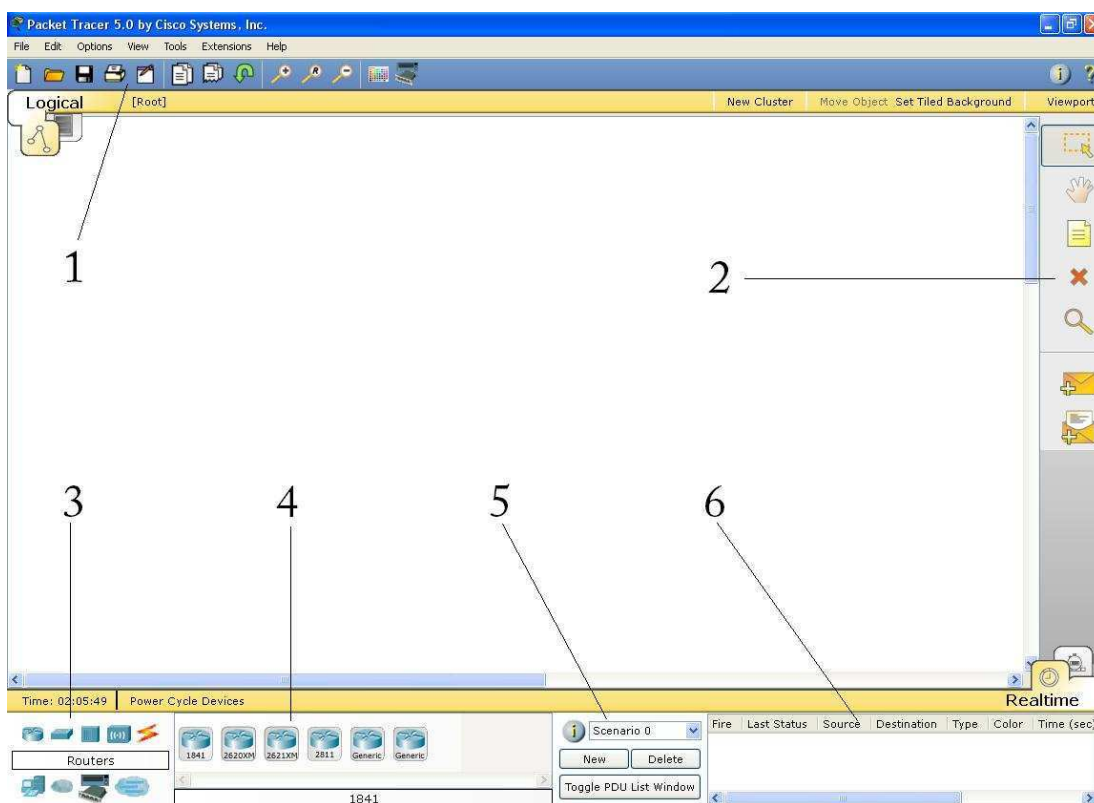 Packet Tracer 5.0 by Cisco Systems, Inc.
File Edit Options View Tools Extensions Help
R
i ?
Logical [Root] New Cluster Move Object Set Tiled Background Viewport
1
2
3 4 5 6
Time: 02:05:49 Power Cycle Devices Realtime
Routers
1841 2620XM 2621XM 2811 Generic Generic
1841
i Scenario 0
New Delete
Toggle PDU List Window
Fire Last Status Source Destination Type Color Time (sec)